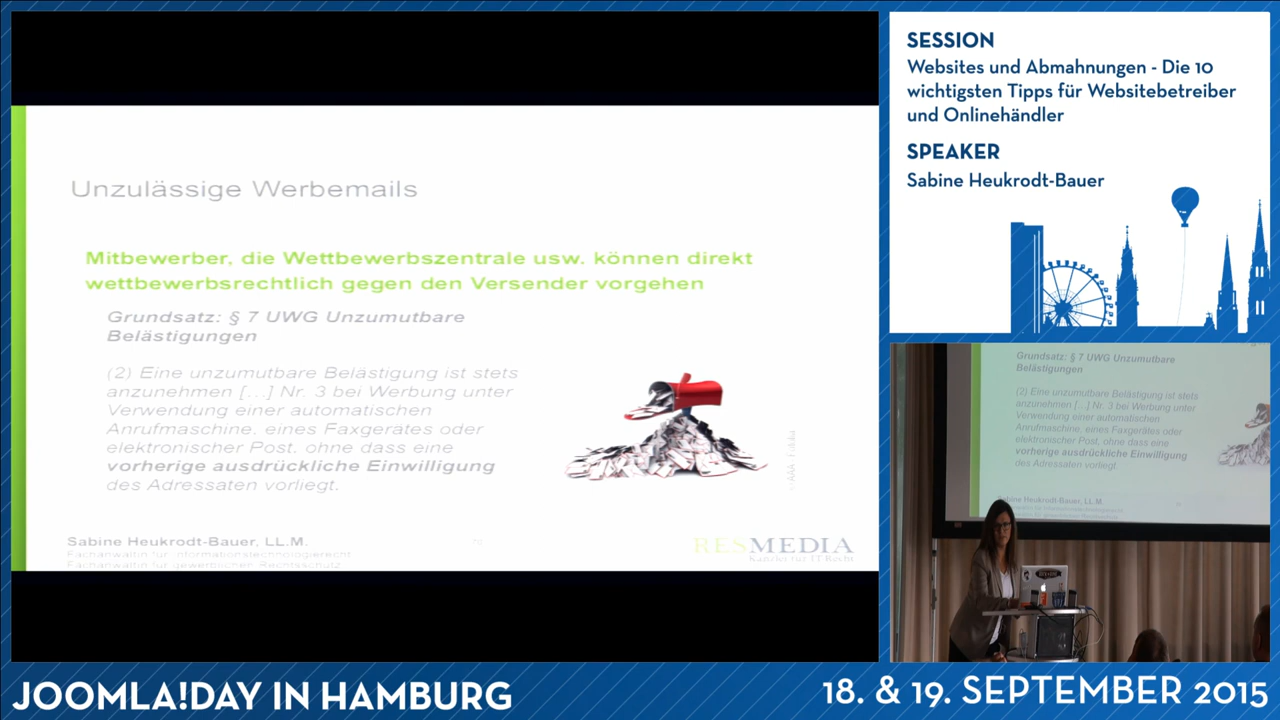 Unzulässige Werbemails
Mitbewerber, die Wettbewerbszentrale usw. können direkt
wettbewerbsrechtlich gegen den Versender vorgehen
Grundsatz: § 7 UWG Unzumutbare
Belästigungen
(2) Eine unzumutbare Belästigung ist stets
anzunehmen [...] Nr. 3 bei Werbung unter
Verwendung einer automatischen
Anrufmaschine, eines Faxgerätes oder
elektronischer Post, ohne dass eine
vorherige ausdrückliche Einwilligung
des Adressaten vorliegt.
Sabine Heukrodt-Bauer, LL.M.
Fachanwältin für Informationstechnologierecht
Fachanwältin für gewerblichen Rechtsschutz
RESMEDIA
Kanzlei für IT-Recht
SESSION
Websites und Abmahnungen - Die 10
wichtigsten Tipps für Websitebetreiber
und Onlinehändler
SPEAKER
Sabine Heukrodt-Bauer
Grundsatz: § 7 UWG Unzumutbare
Belästigungen
(2) Eine unzumutbare Belästigung ist stets
anzunehmen [...] Nr. 3 bei Werbung unter
Verwendung einer automatischen
Anrufmaschine, eines Faxgerätes oder
elektronischer Post, ohne dass eine
vorherige ausdrückliche Einwilligung
des Adressaten vorliegt.
Sabine Heukrodt-Bauer, LL.M.
JOOMLA!DAY IN HAMBURG
18. & 19. SEPTEMBER 2015